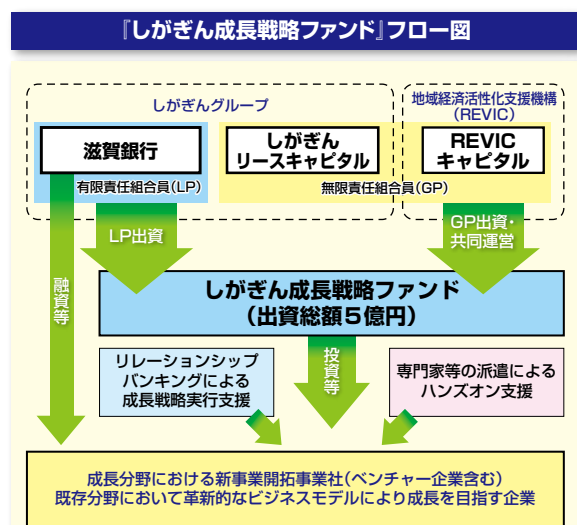 『しがぎん成長戦略ファンド』フロー図
しがぎんグループ
地域経済活性化支援機構
(REVIC)
滋賀銀行
しがぎん
リースキャピタル
REVIC
キャピタル
有限責任組合員(LP)
無限責任組合員(GP)
LP出資
GP出資・
共同運営
融資等
しがぎん成長戦略ファンド
(出資総額5億円)
リレーションシップ
バンキングによる
成長戦略実行支援
投資等
専門家等の派遣による
ハンズオン支援
成長分野における新事業開拓事業社(ベンチャー企業含む)
既存分野において革新的なビジネスモデルにより成長を目指す企業